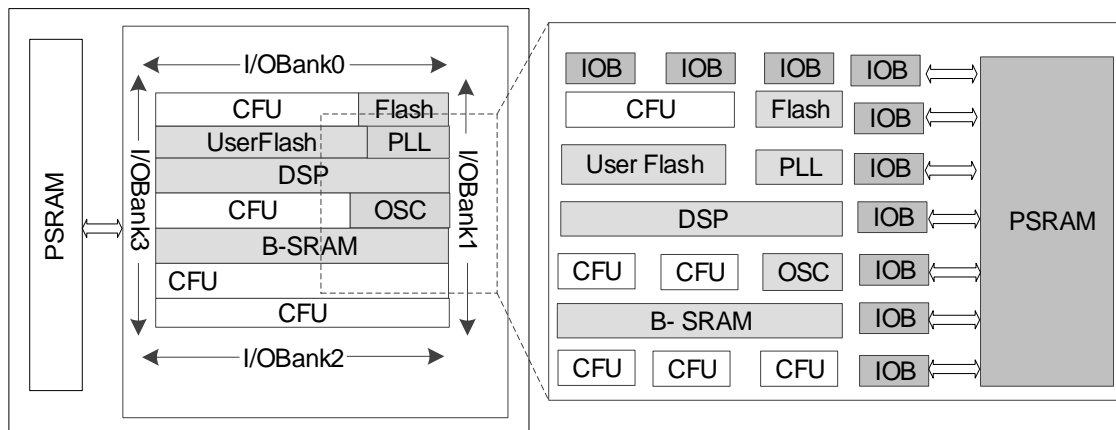 PSRAM
I/OBank3
I/OBank0
CFU
Flash
UserFlash
PLL
DSP
CFU
OSC
B-SRAM
CFU
CFU
I/OBank2
I/OBank1
IOB
IOB
IOB
IOB
CFU
Flash
IOB
User Flash
PLL
IOB
DSP
IOB
CFU
CFU
OSC
IOB
B- SRAM
IOB
CFU
CFU
CFU
IOB
PSRAM